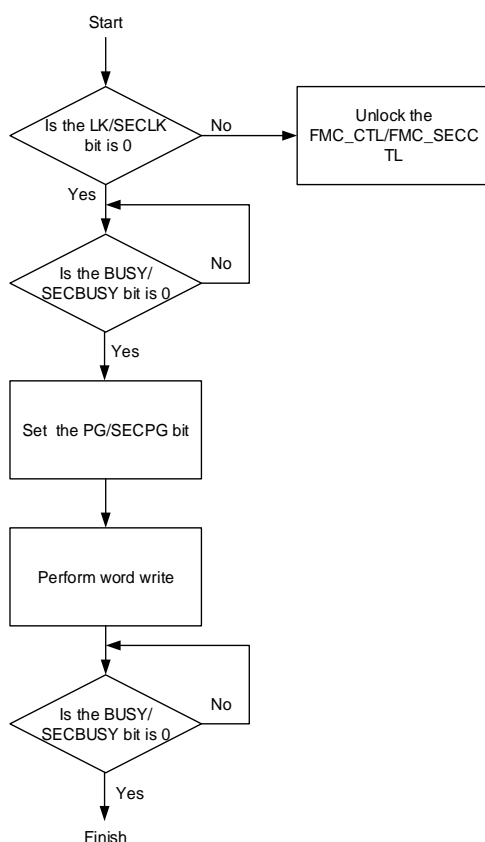 Start
Is the LK/SECLK
bit is 0
No
Unlock the
FMC_CTL/FMC_SECC
TL
Yes
Is the BUSY/
SECBUSY bit is 0
No
Yes
Set the PG/SECPG bit
Perform word write
Is the BUSY/
SECBUSY bit is 0
No
Yes
Finish